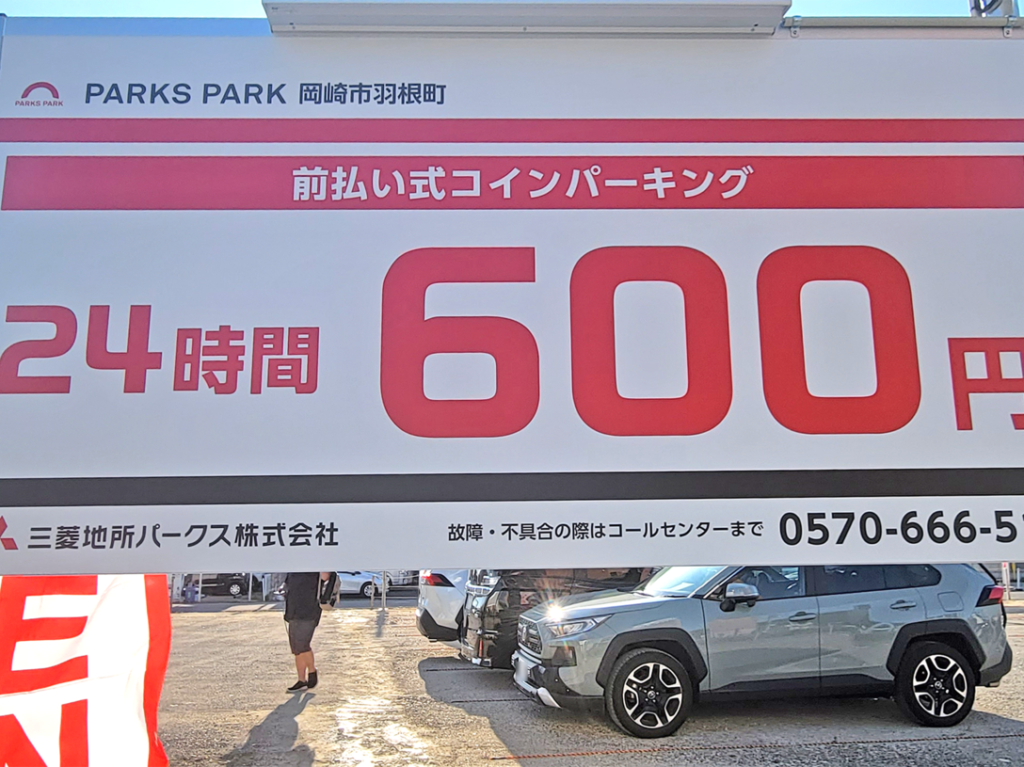 PARKS PARK
PARKS PARK 岡崎市羽根町
前払い式コインパーキング
24時間 600円
三菱地所パークス株式会社 故障・不具合の際はコールセンターまで 0570-666-5